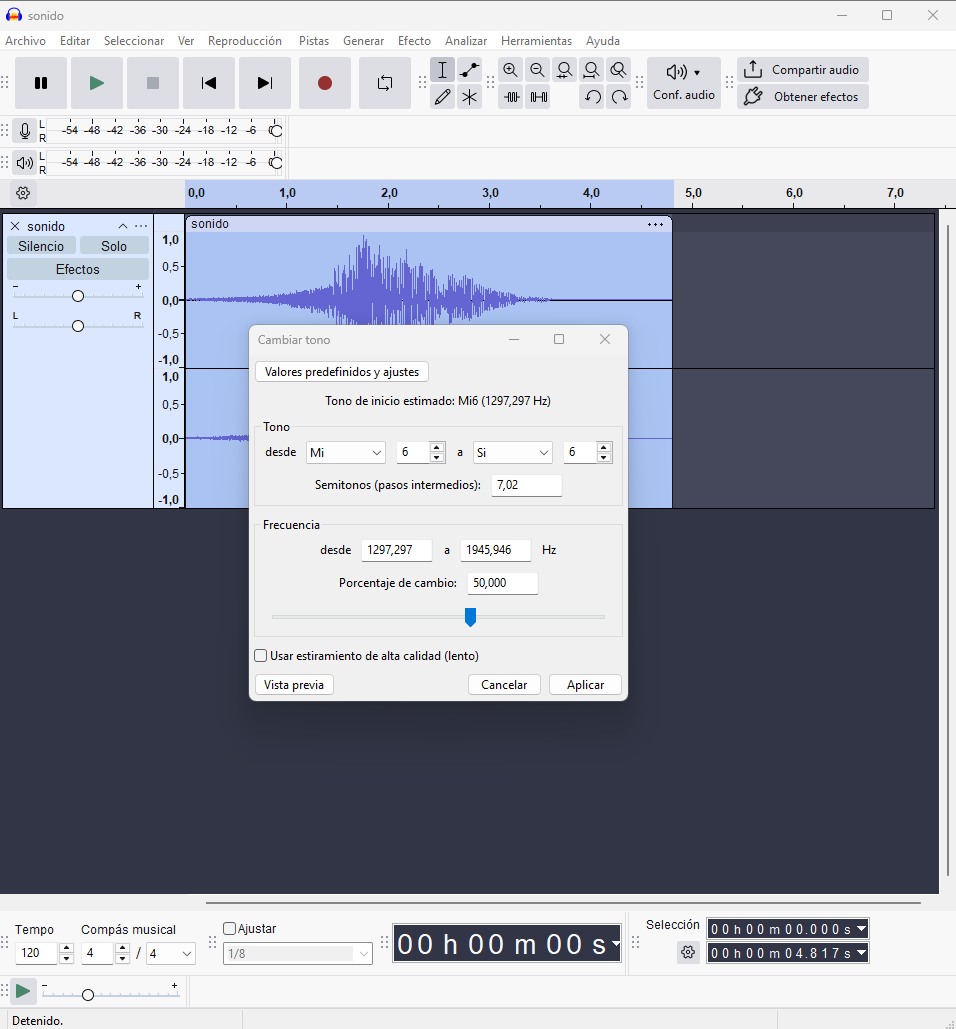 sonido
Archivo Editar Seleccionar Ver Reproducción Pistas Generar Efecto Analizar Herramientas Ayuda
Conf. audio
Compartir audio
Obtener efectos
L
R
-54 -48 -42 -36 -30 -24 -18 -12 -6 0
L
R
-54 -48 -42 -36 -30 -24 -18 -12 -6 0
0,0 1,0 2,0 3,0 4,0 5,0 6,0 7,0
sonido
Silencio Solo
Efectos
- +
L R
1,0
0,5
0,0
-0,5
-1,0
1,0
0,5
0,0
-0,5
-1,0
sonido
Cambiar tono
Valores predefinidos y ajustes
Tono de inicio estimado: Mi6 (1297,297 Hz)
Tono
desde Mi 6 a Si 6
Semitonos (pasos intermedios): 7,02
Frecuencia
desde 1297,297 a 1945,946 Hz
Porcentaje de cambio: 50,000
Usar estiramiento de alta calidad (lento)
Vista previa Cancelar Aplicar
Tempo
120
Compás musical
4 / 4
Ajustar
1/8
00 h 00 m 00 s
Selección
00 h 00 m 00.000 s
00 h 00 m 04.817 s
- +
Detenido.